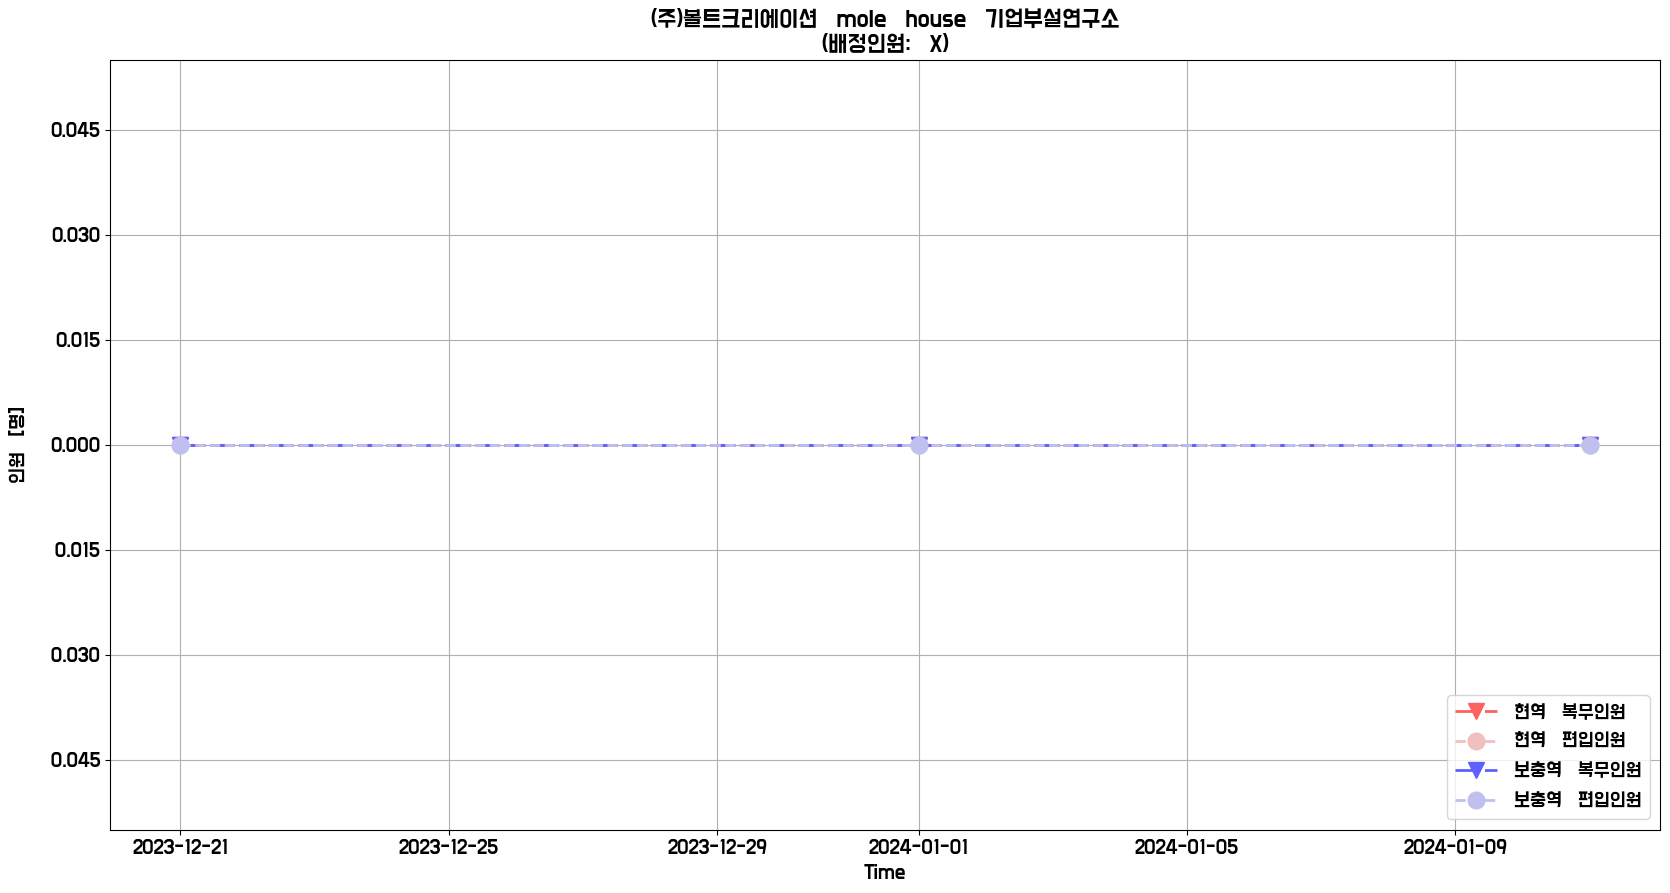 (주)볼트크리에이션 mole house 기업부설연구소
(배정인원: X)
0.045
0.030
0.015
0.000
0.015
0.030
0.045
인원 [명]
현역 복무인원
현역 편입인원
보충역 복무인원
보충역 편입인원
2023-12-21 2023-12-25 2023-12-29 2024-01-01 2024-01-05 2024-01-09
Time